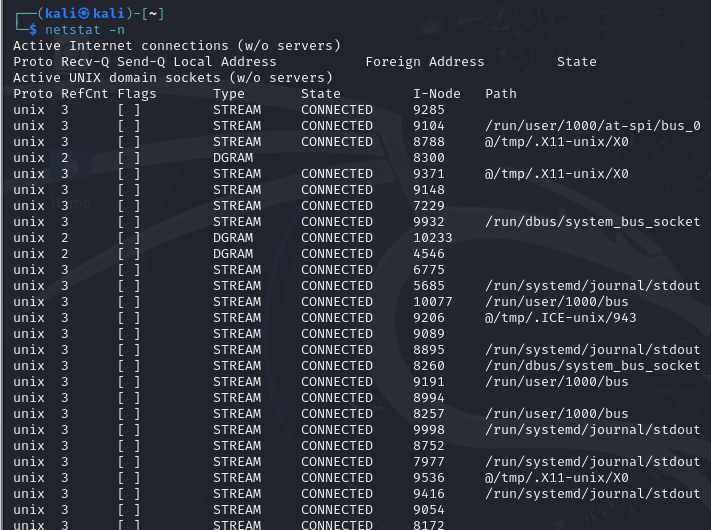 ┌──(kali㉿kali)-[~]
└─$ netstat -n
Active Internet connections (w/o servers)
Proto Recv-Q Send-Q Local Address           Foreign Address         State
Active UNIX domain sockets (w/o servers)
Proto RefCnt Flags       Type       State         I-Node   Path
unix  3      [ ]         STREAM     CONNECTED     9285
unix  3      [ ]         STREAM     CONNECTED     9104     /run/user/1000/at-spi/bus_0
unix  3      [ ]         STREAM     CONNECTED     8788     @/tmp/.X11-unix/X0
unix  2      [ ]         DGRAM                    8300
unix  3      [ ]         STREAM     CONNECTED     9371     @/tmp/.X11-unix/X0
unix  3      [ ]         STREAM     CONNECTED     9148
unix  3      [ ]         STREAM     CONNECTED     7229
unix  3      [ ]         STREAM     CONNECTED     9932     /run/dbus/system_bus_socket
unix  2      [ ]         DGRAM      CONNECTED     10233
unix  2      [ ]         DGRAM      CONNECTED     4546
unix  3      [ ]         STREAM     CONNECTED     6775
unix  3      [ ]         STREAM     CONNECTED     5685     /run/systemd/journal/stdout
unix  3      [ ]         STREAM     CONNECTED     10077    /run/user/1000/bus
unix  3      [ ]         STREAM     CONNECTED     9206     @/tmp/.ICE-unix/943
unix  3      [ ]         STREAM     CONNECTED     9089
unix  3      [ ]         STREAM     CONNECTED     8895     /run/systemd/journal/stdout
unix  3      [ ]         STREAM     CONNECTED     8260     /run/dbus/system_bus_socket
unix  3      [ ]         STREAM     CONNECTED     9191     /run/user/1000/bus
unix  3      [ ]         STREAM     CONNECTED     8994
unix  3      [ ]         STREAM     CONNECTED     8257     /run/user/1000/bus
unix  3      [ ]         STREAM     CONNECTED     9998     /run/systemd/journal/stdout
unix  3      [ ]         STREAM     CONNECTED     8752
unix  3      [ ]         STREAM     CONNECTED     7977     /run/systemd/journal/stdout
unix  3      [ ]         STREAM     CONNECTED     9536     @/tmp/.X11-unix/X0
unix  3      [ ]         STREAM     CONNECTED     9416     /run/systemd/journal/stdout
unix  3      [ ]         STREAM     CONNECTED     9054
unix  3      [ ]         STREAM     CONNECTED     8172
Home